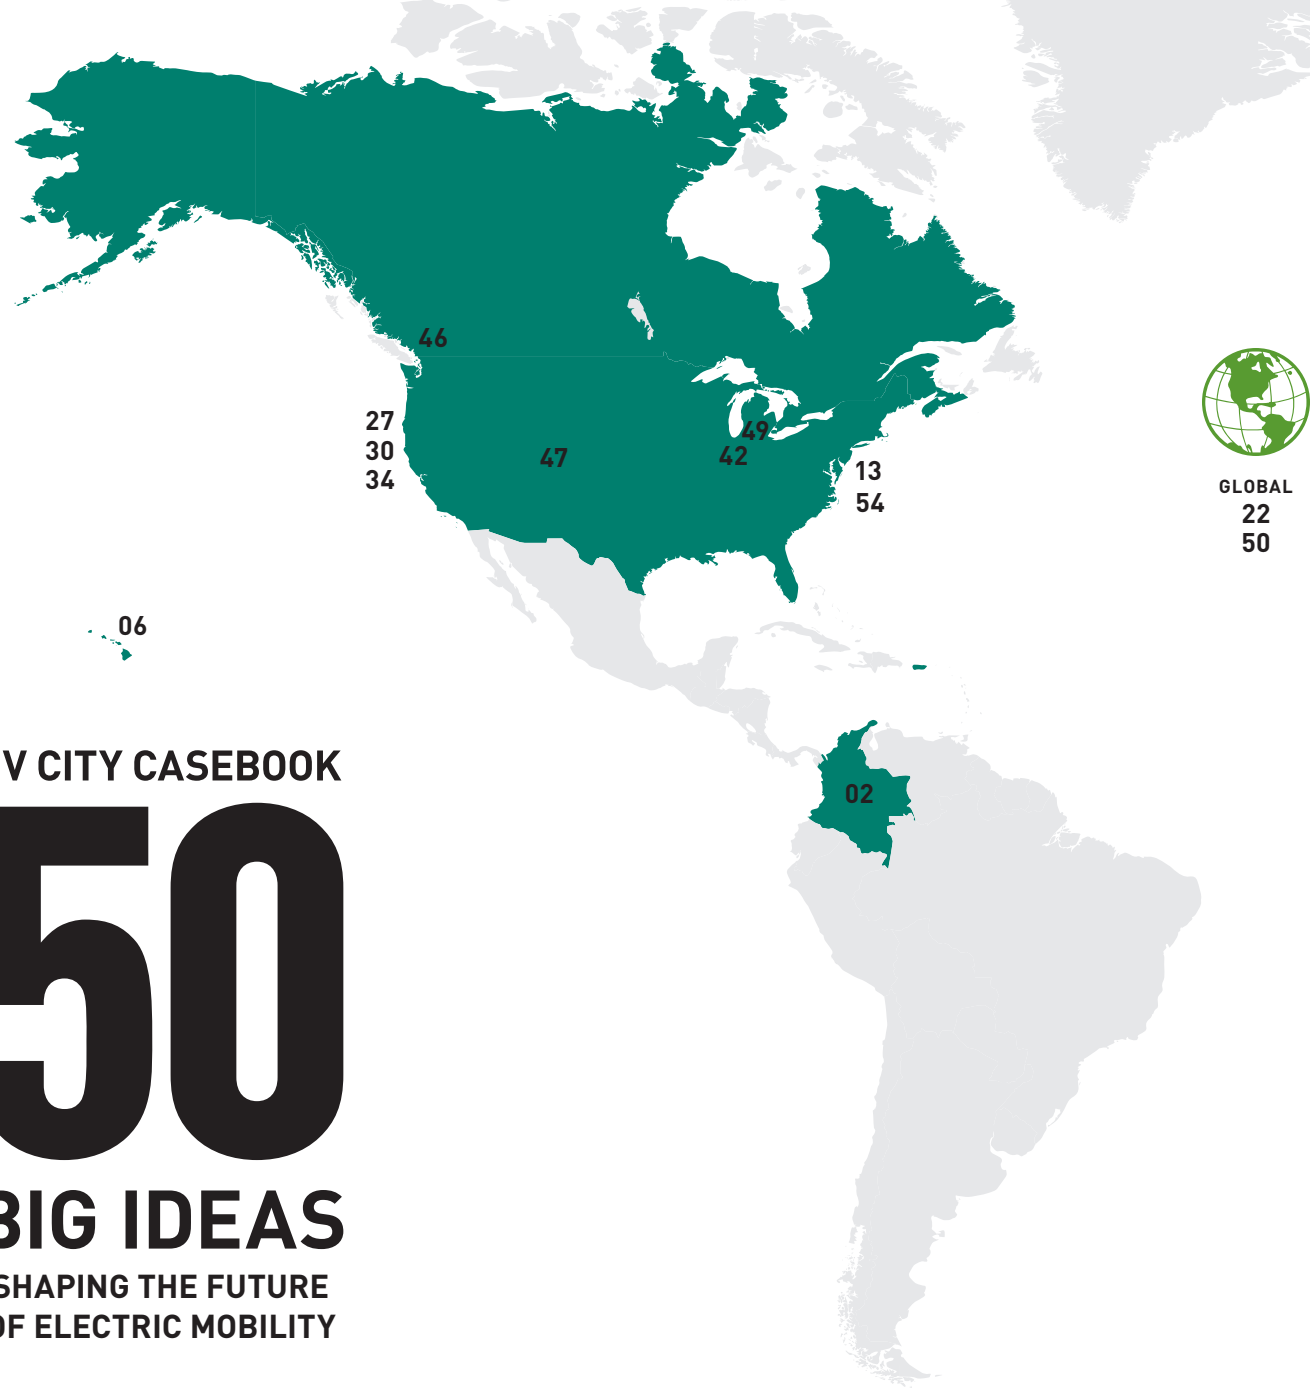 46
27
30
34
47
49
42
13
54
GLOBAL
22
50
06
V CITY CASEBOOK
50
BIG IDEAS
SHAPING THE FUTURE
OF ELECTRIC MOBILITY
02